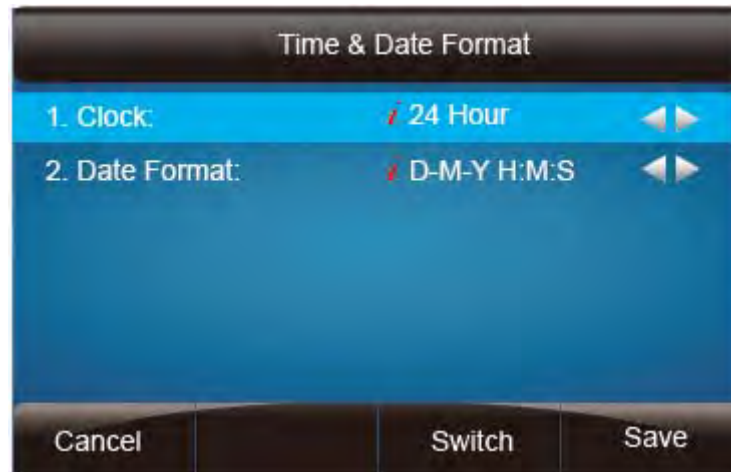 Time & Date Format
1. Clock: i 24 Hour
2. Date Format: i D-M-Y H:M:S
Cancel Switch Save